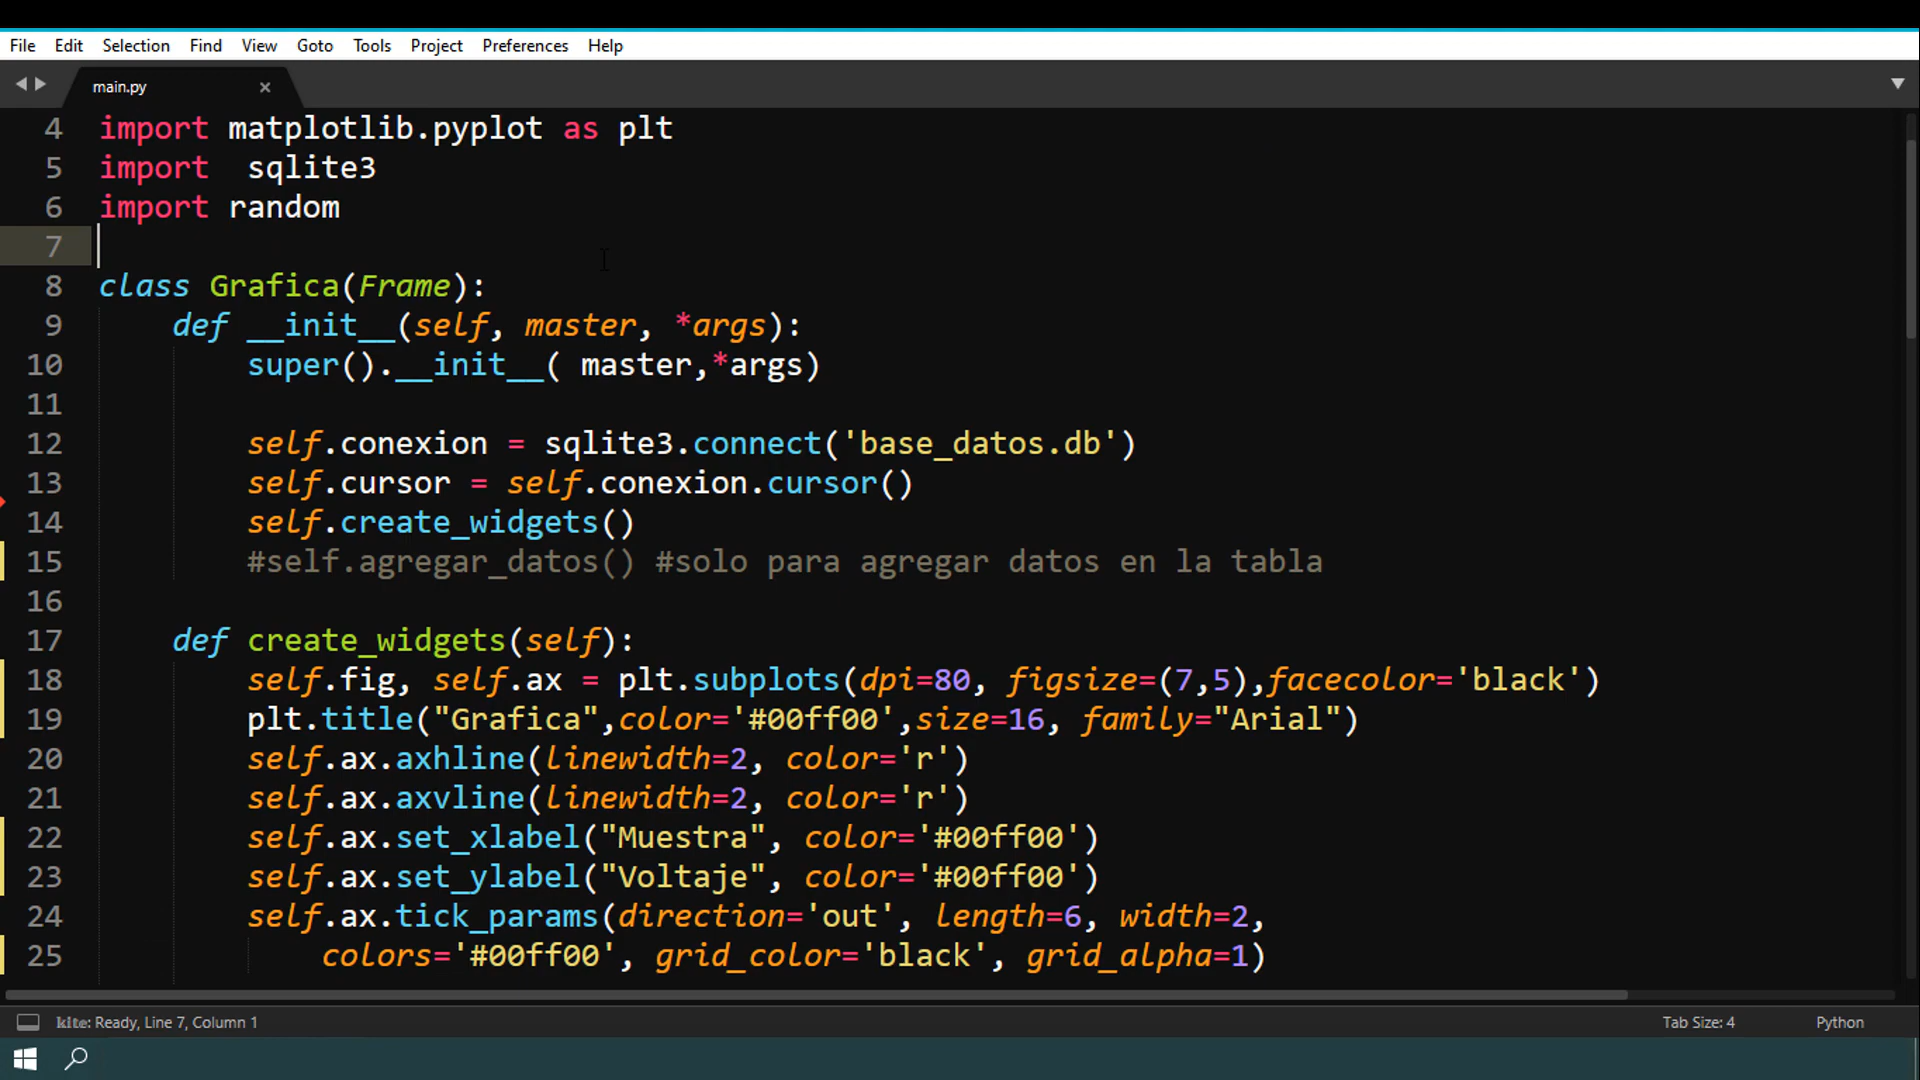 File Edit Selection Find View Goto Tools Project Preferences Help
main.py ×
4 import matplotlib.pyplot as plt
5 import  sqlite3
6 import random
7
8 class Grafica(Frame):
9     def __init__(self, master, *args):
10         super().__init__( master,*args)
11
12         self.conexion = sqlite3.connect('base_datos.db')
13         self.cursor = self.conexion.cursor()
14         self.create_widgets()
15         #self.agregar_datos() #solo para agregar datos en la tabla
16
17     def create_widgets(self):
18         self.fig, self.ax = plt.subplots(dpi=80, figsize=(7,5),facecolor='black')
19         plt.title("Grafica",color='#00ff00',size=16, family="Arial")
20         self.ax.axhline(linewidth=2, color='r')
21         self.ax.axvline(linewidth=2, color='r')
22         self.ax.set_xlabel("Muestra", color='#00ff00')
23         self.ax.set_ylabel("Voltaje", color='#00ff00')
24         self.ax.tick_params(direction='out', length=6, width=2,
25             colors='#00ff00', grid_color='black', grid_alpha=1)
kite: Ready, Line 7, Column 1 Tab Size: 4 Python